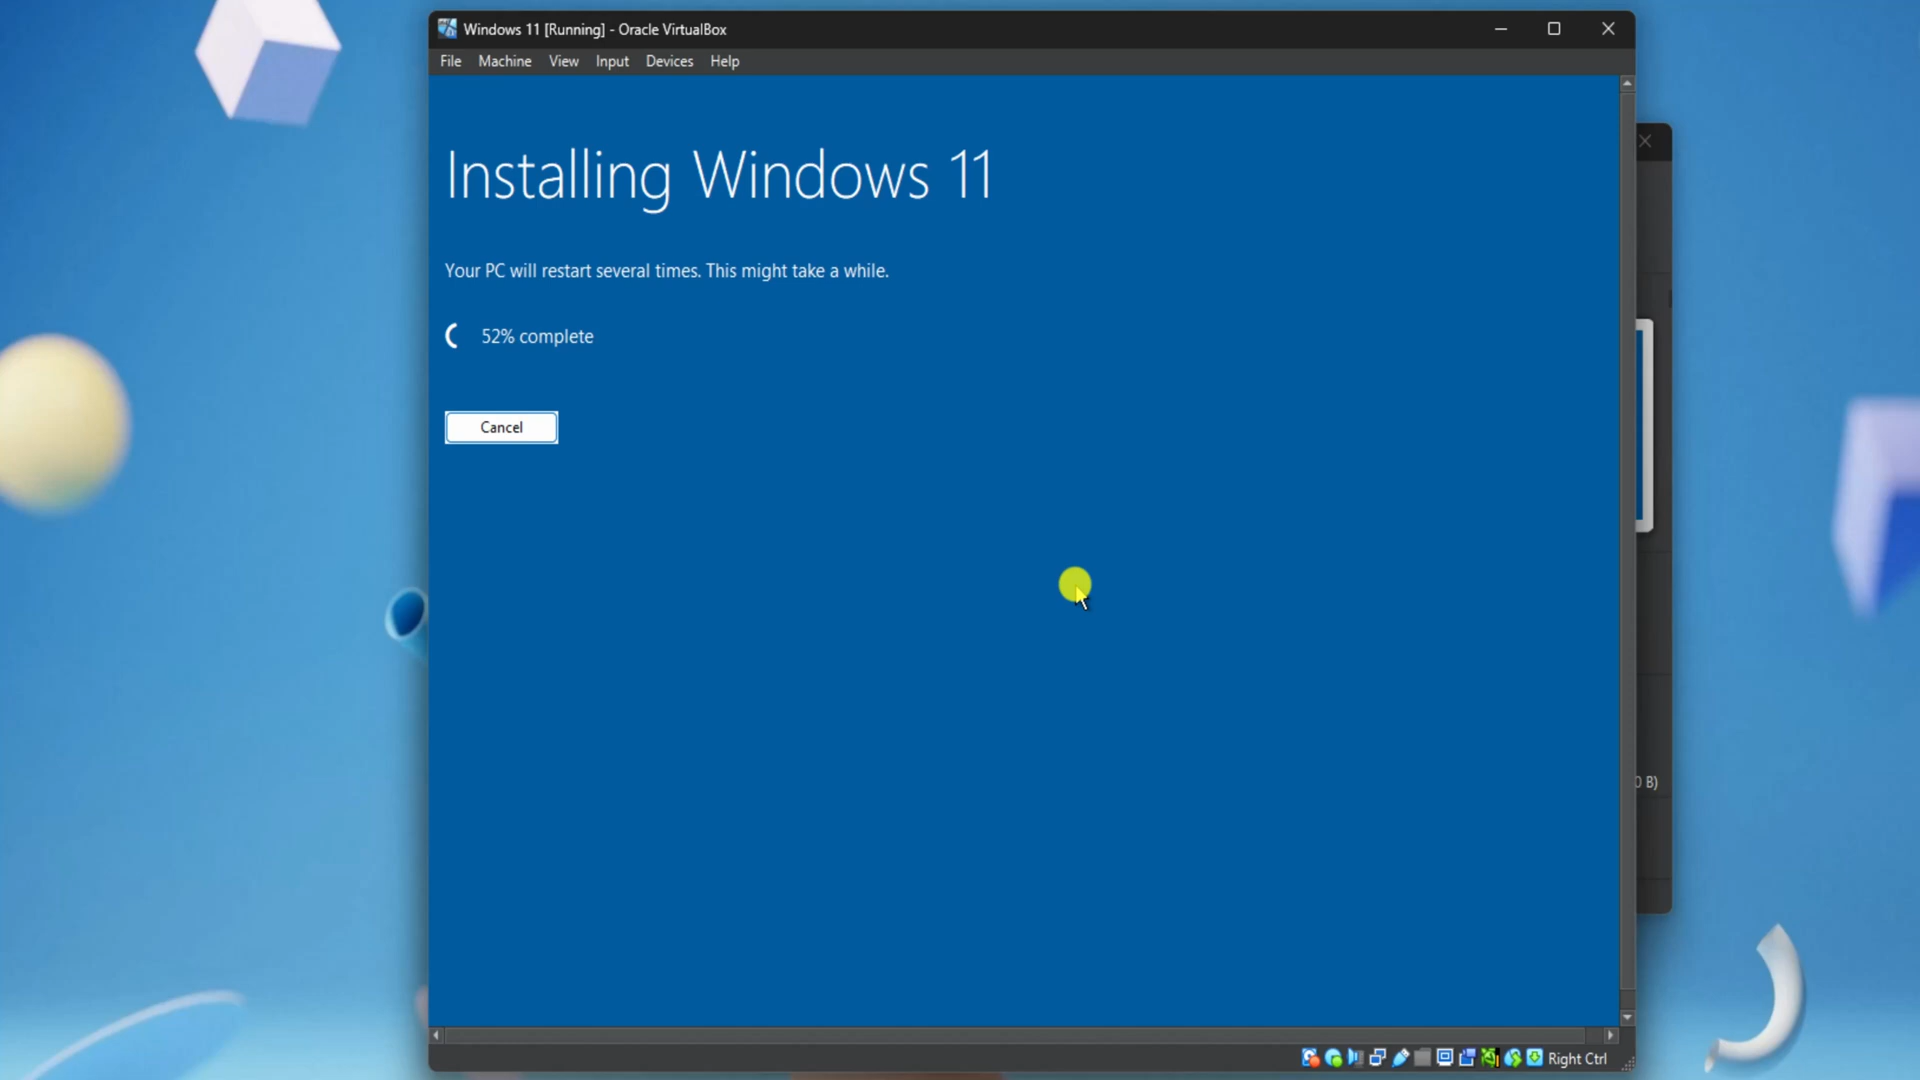 Windows 11 [Running] - Oracle VirtualBox
File Machine View Input Devices Help
Installing Windows 11
Your PC will restart several times. This might take a while.
52% complete
Cancel
0 B)
Right Ctrl